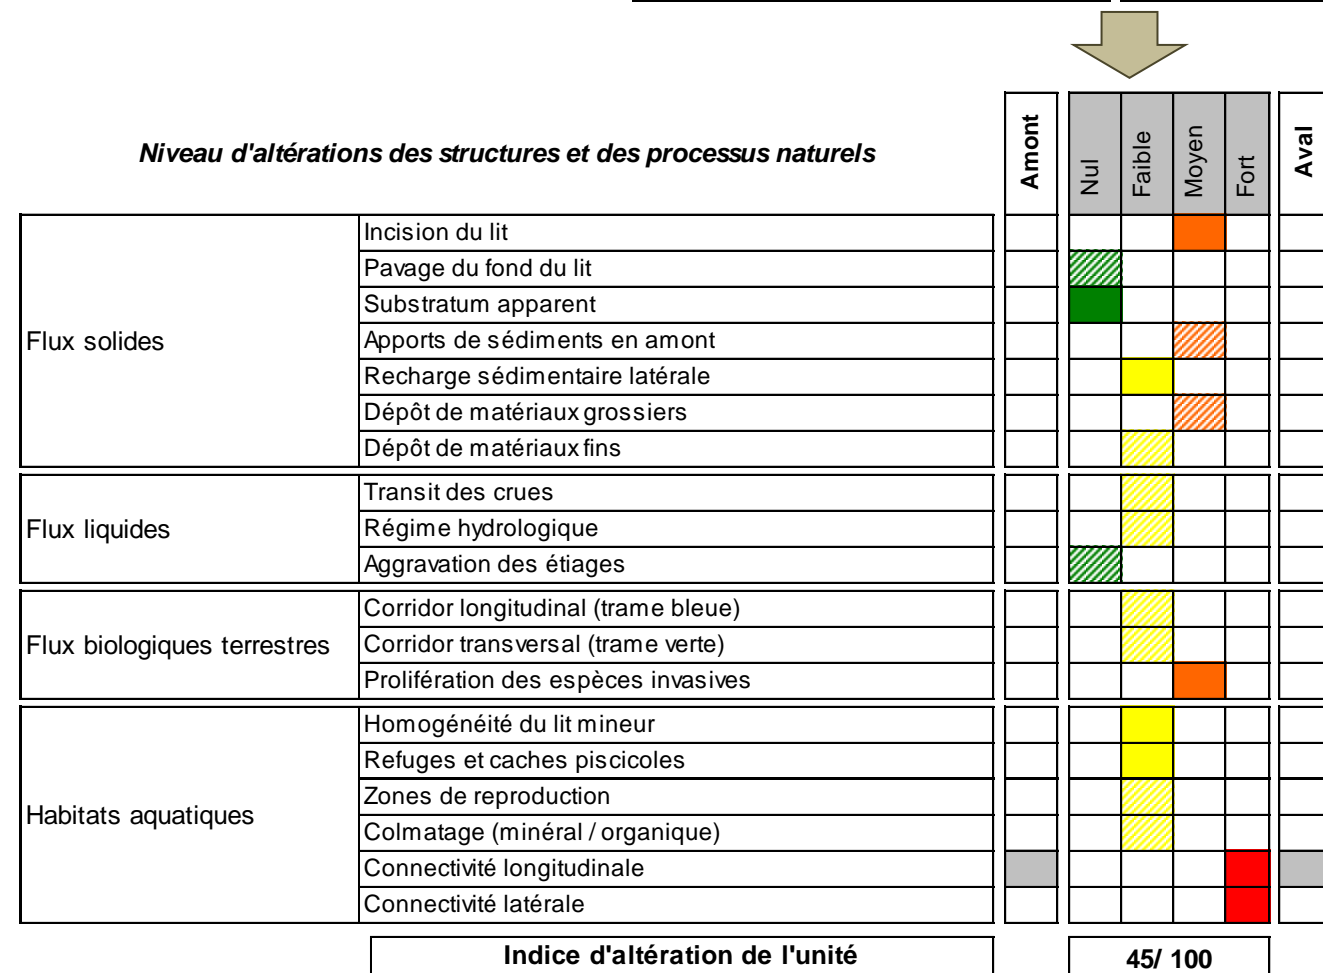 Niveau d'altérations des structures et des processus naturels
Amont
Nul
Faible
Moyen
Fort
Aval
Flux solides
Incision du lit
Pavage du fond du lit
Substratum apparent
Apports de sédiments en amont
Recharge sédimentaire latérale
Dépôt de matériaux grossiers
Dépôt de matériaux fins
Flux liquides
Transit des crues
Régime hydrologique
Aggravation des étiages
Flux biologiques terrestres
Corridor longitudinal (trame bleue)
Corridor transversal (trame verte)
Prolifération des espèces invasives
Habitats aquatiques
Homogénéité du lit mineur
Refuges et caches piscicoles
Zones de reproduction
Colmatage (minéral / organique)
Connectivité longitudinale
Connectivité latérale
Indice d'altération de l'unité
45/ 100